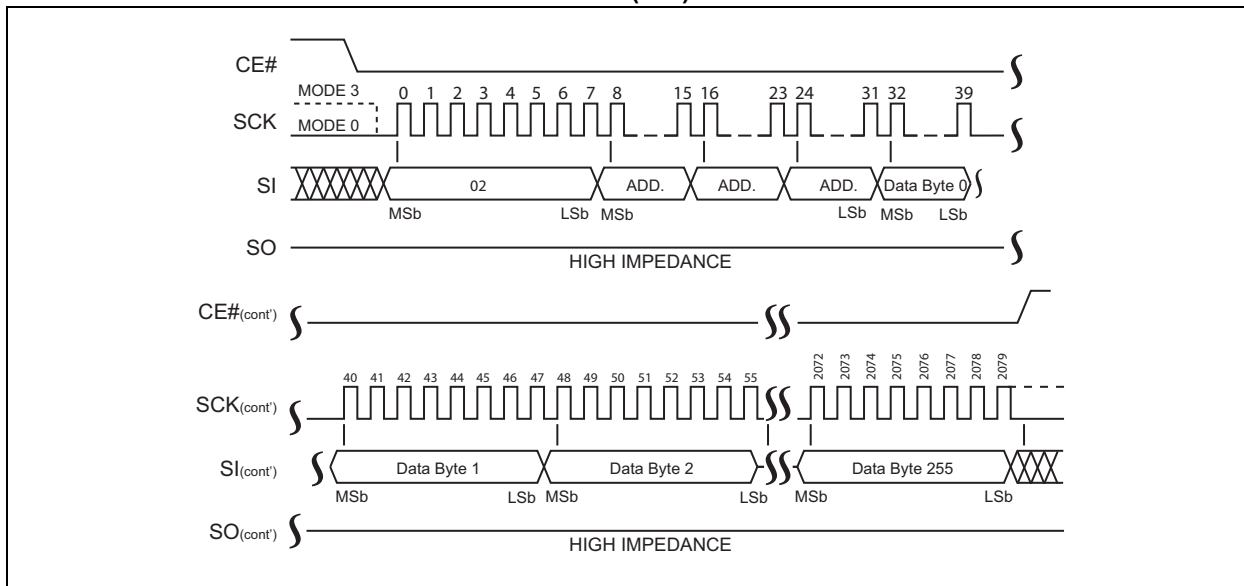 CE#
MODE 3
0 1 2 3 4 5 6 7 8 15 16 23 24 31 32 39
SCK
MODE 0
SI
02 ADD. ADD. ADD. Data Byte 0
MSb LSb MSb LSb MSb LSb
SO
HIGH IMPEDANCE
CE#(cont')
40 41 42 43 44 45 46 47 48 49 50 51 52 53 54 55 2072 2073 2074 2075 2076 2077 2078 2079
SCK(cont')
SI(cont')
Data Byte 1 Data Byte 2 Data Byte 255
MSb LSb MSb LSb MSb LSb
SO(cont')
HIGH IMPEDANCE